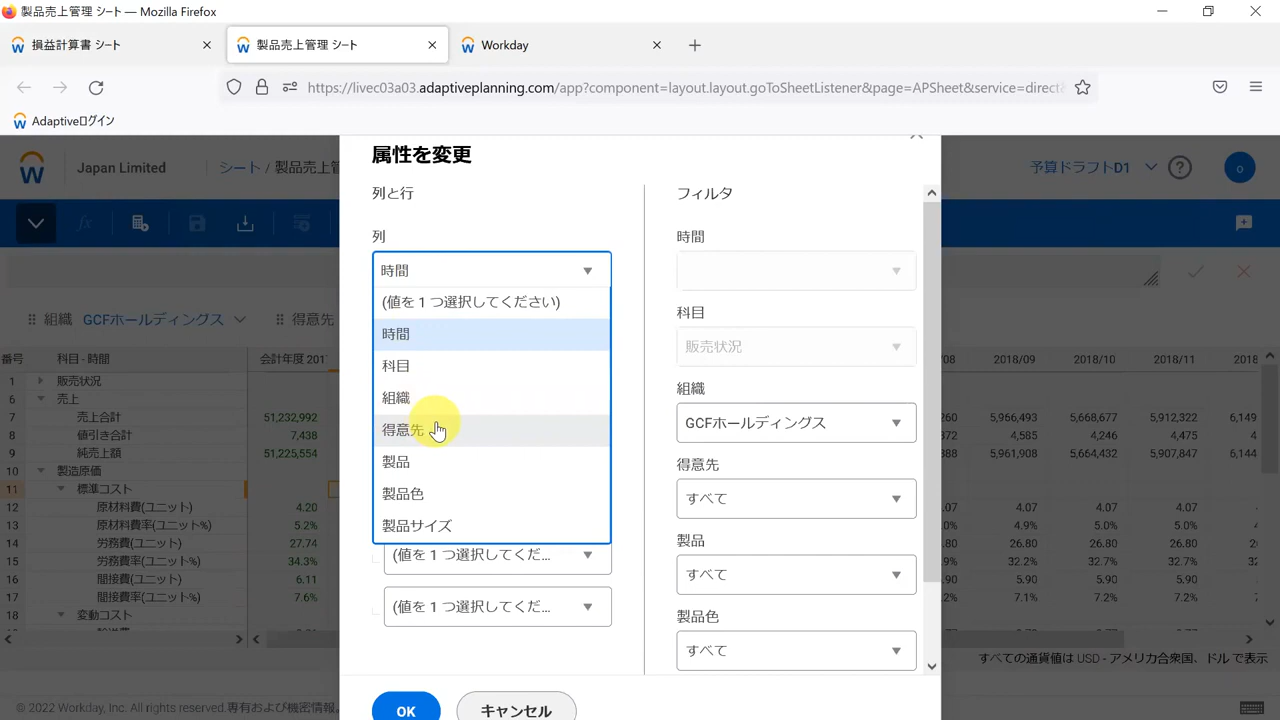 製品売上管理 シート — Mozilla Firefox
損益計算書 シート
製品売上管理 シート
Workday
https://livec03a03.adaptiveplanning.com/app?component=layout.layout.goToSheetListener&page=APSheet&service=direct
Adaptiveログイン
Japan Limited
シート / 製品売上管
予算ドラフトD1
組織 GCFホールディングス
得意先
番号 科目 - 時間 会計年度 201
/08 2018/09 2018/10 2018/11 2018
1 販売状況
6 売上
7 売上合計 51,232,992 260 5,966,493 5,668,677 5,912,322 6,149
8 値引き合計 7,438 372 4,585 4,246 4,475
9 純売上額 51,225,554 388 5,961,908 5,664,432 5,907,847 6,144
10 製造原価
11 標準コスト
12 原材料費(ユニット) 4.20 4.07 4.07 4.07 4.07 4.07
13 原材料費率(ユニット%) 5.2% 0% 4.9% 5.0% 5.0%
14 労務費(ユニット) 27.74 .80 26.80 26.80 26.80
15 労務費率(ユニット%) 34.3% 32.2% 32.7% 32.7%
16 間接費(ユニット) 6.11 .90 5.90 5.90 5.90
17 間接費率(ユニット%) 7.6% 7.1% 7.2% 7.2%
18 変動コスト
すべての通貨値は USD - アメリカ合衆国、ドル で表示
© 2022 Workday, Inc. All rights reserved.専有および機密情報。
属性を変更
列と行
列
時間
(値を 1 つ選択してください)
時間
科目
組織
得意先
製品
製品色
製品サイズ
(値を 1 つ選択してくだ...
(値を 1 つ選択してくだ...
フィルタ
時間
科目
販売状況
組織
GCFホールディングス
得意先
すべて
製品
すべて
製品色
すべて
OK
キャンセル